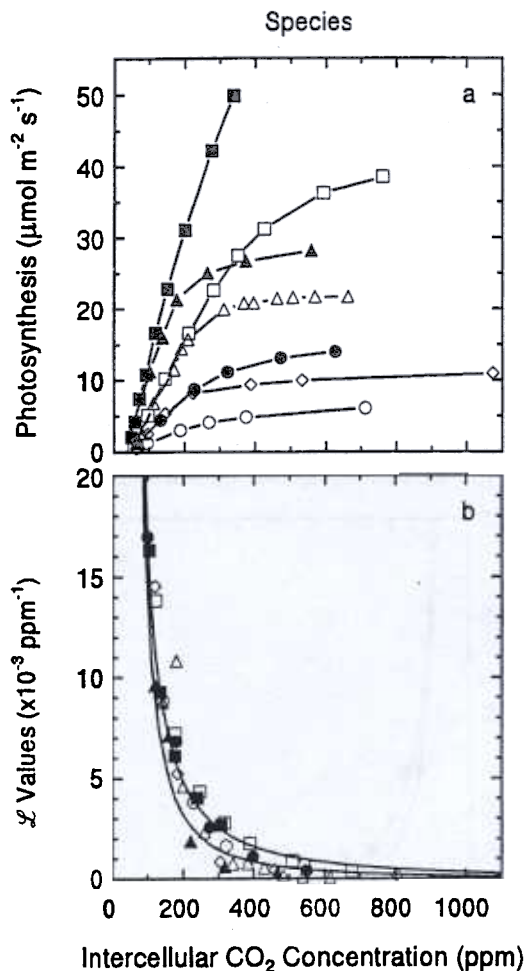 Species
a
Photosynthesis (μmol m⁻² s⁻¹)
50
40
30
20
10
0
b
ℒ Values (x10⁻³ ppm⁻¹)
20
15
10
5
0
0 200 400 600 800 1000
Intercellular CO₂ Concentration (ppm)